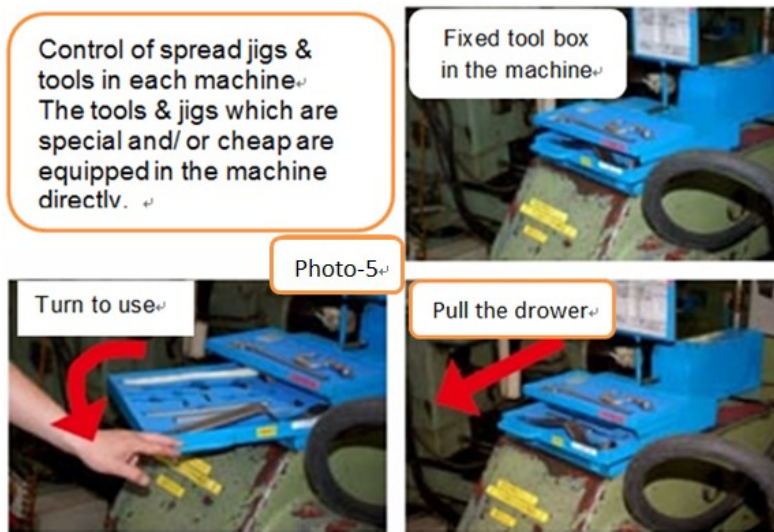 Control of spread jigs &
tools in each machine↵
The tools & jigs which are
special and/ or cheap are
equipped in the machine
directly. ↵
Fixed tool box
in the machine↵
Photo-5↵
Turn to use↵
Pull the drower↵